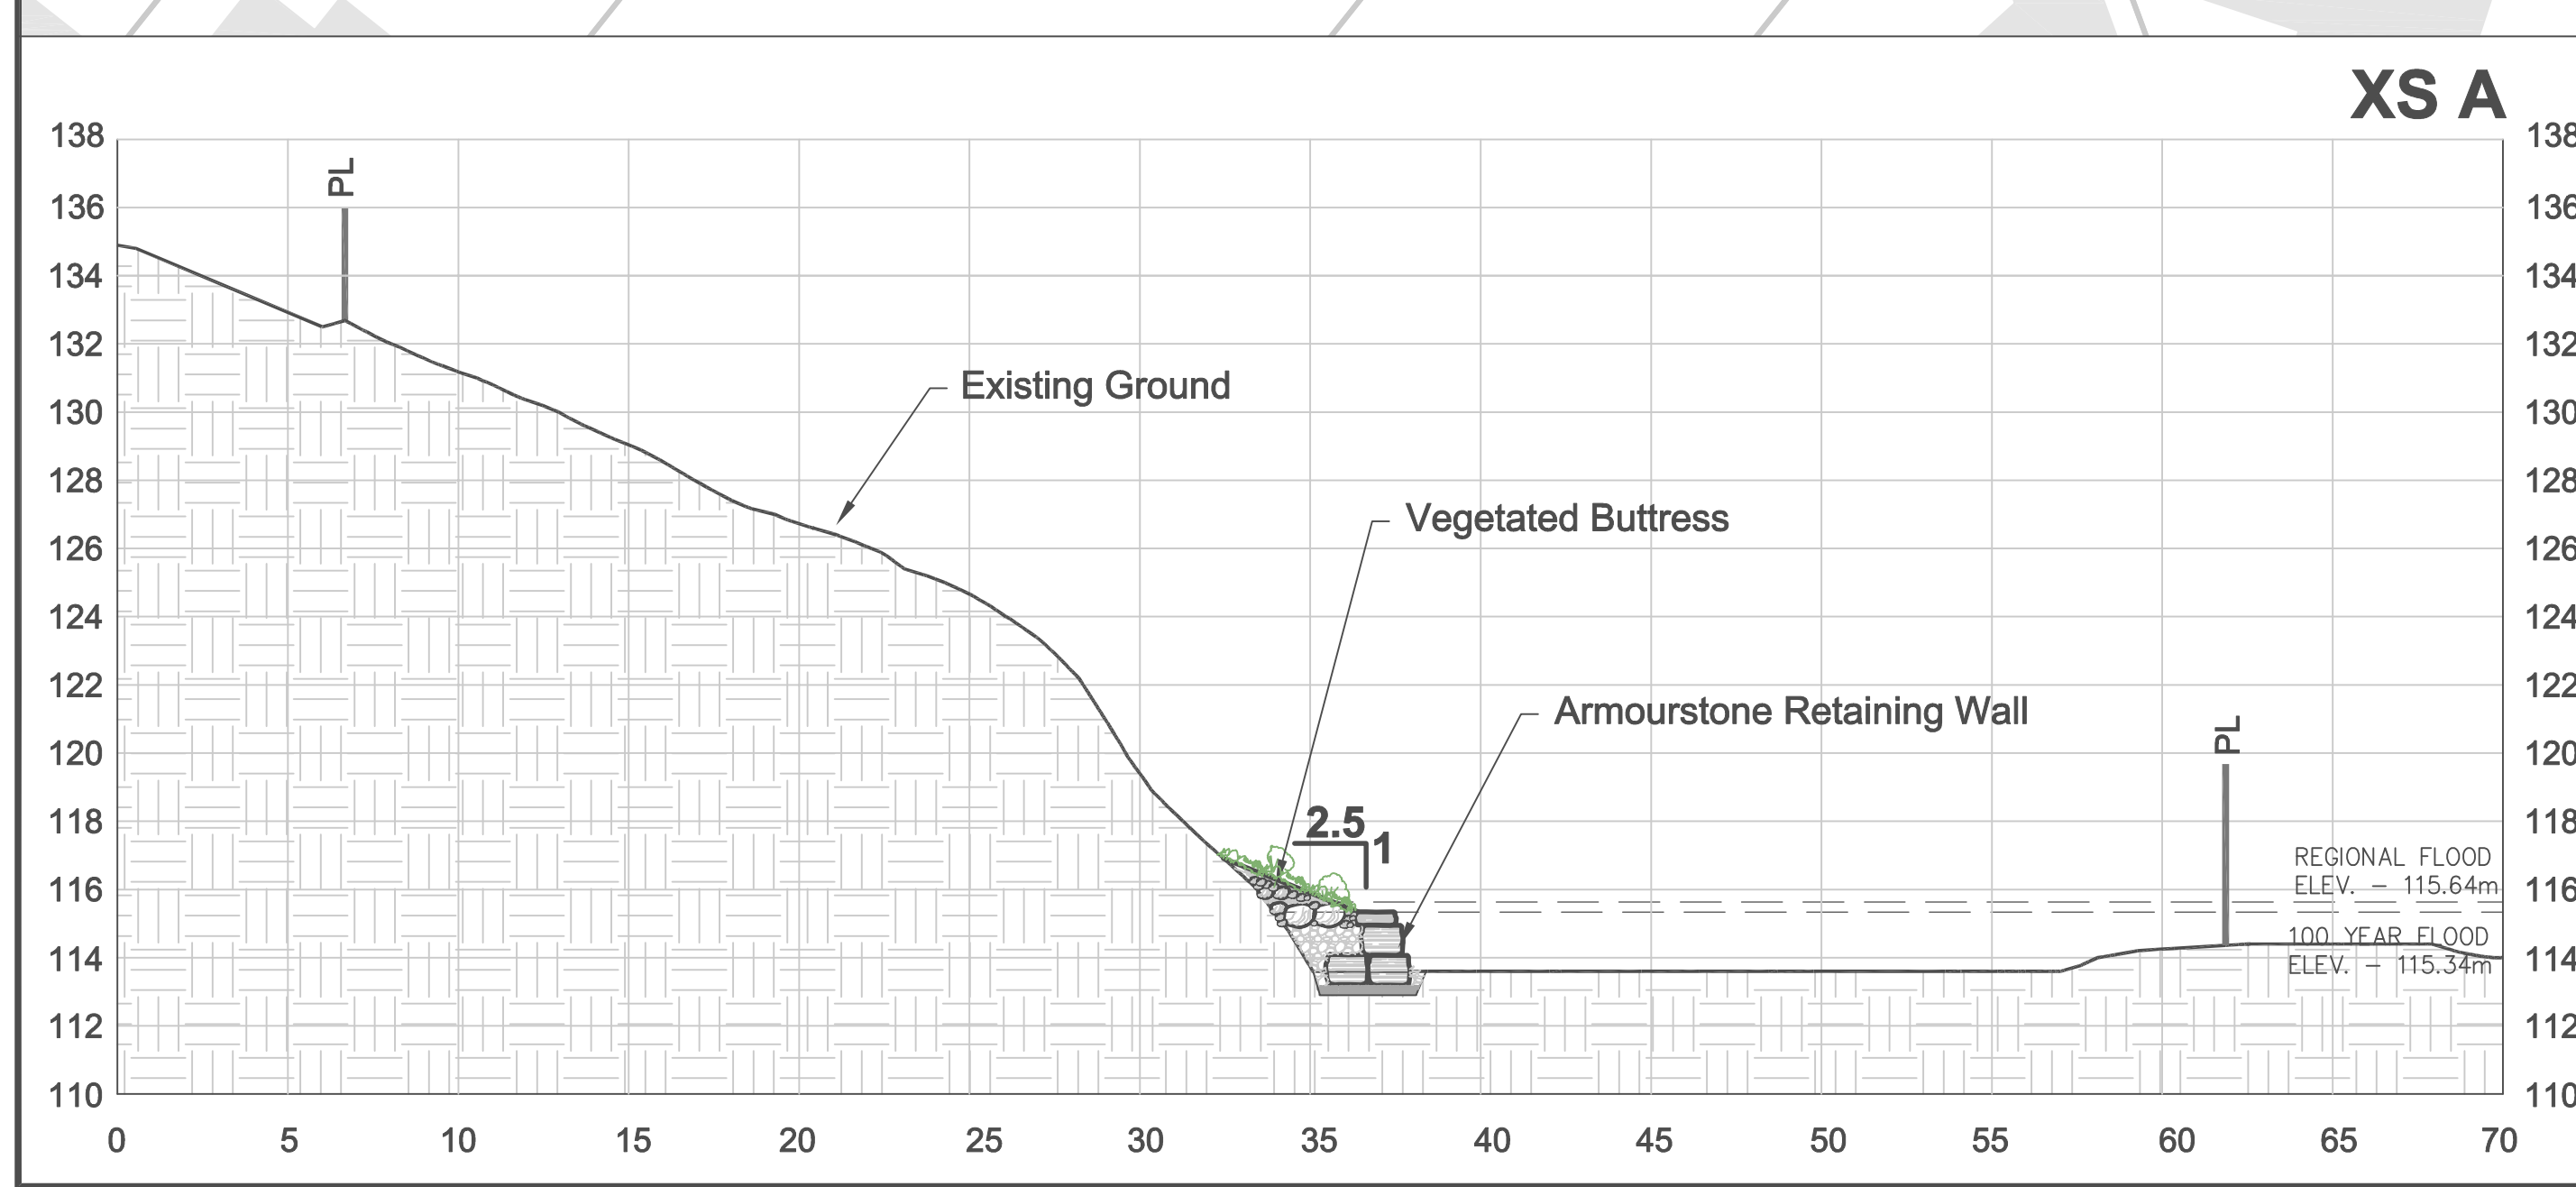 XS A
138
136
134
132
130
128
126
124
122
120
118
116
114
112
110
PL
Existing Ground
Vegetated Buttress
Armourstone Retaining Wall
2.5
1
PL
REGIONAL FLOOD
ELEV. - 115.64m
100 YEAR FLOOD
ELEV. - 115.34m
138
136
134
132
130
128
126
124
122
120
118
116
114
112
110
0 5 10 15 20 25 30 35 40 45 50 55 60 65 70